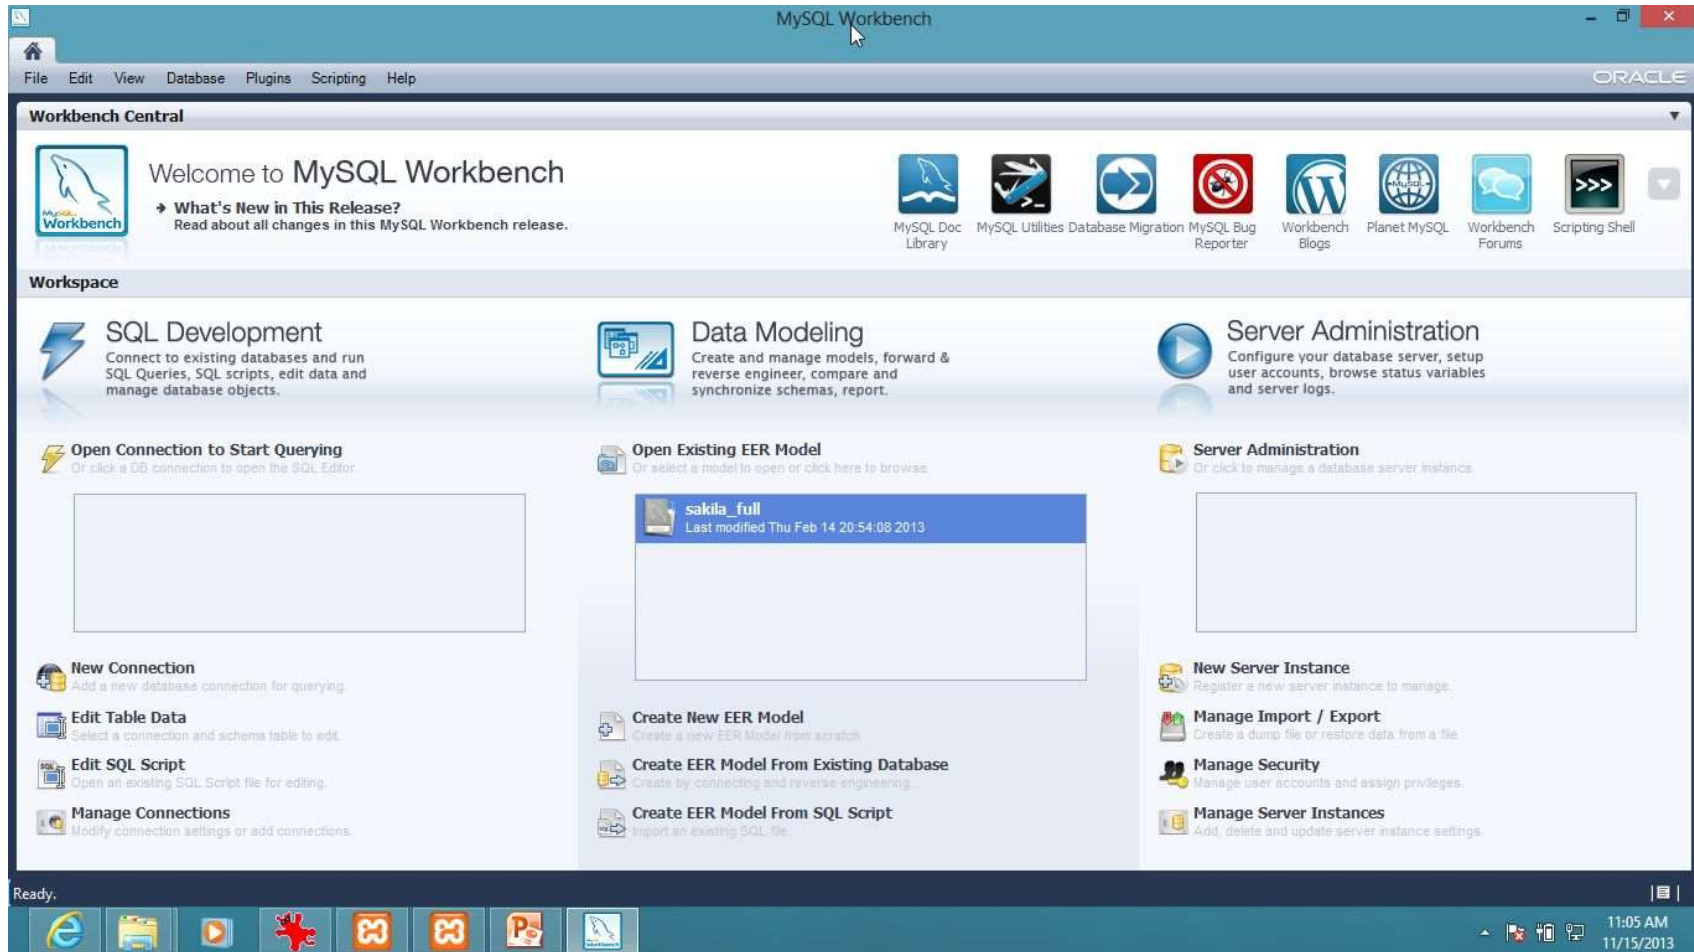 MySQL Workbench
File Edit View Database Plugins Scripting Help
ORACLE
Workbench Central
MySQL
Workbench
Welcome to MySQL Workbench
What's New in This Release?
Read about all changes in this MySQL Workbench release.
MySQL Doc
Library
MySQL Utilities
Database Migration
MySQL Bug
Reporter
Workbench
Blogs
MySQL
Planet MySQL
Workbench
Forums
>>>
Scripting Shell
Workspace
SQL Development
Connect to existing databases and run
SQL Queries, SQL scripts, edit data and
manage database objects.
Open Connection to Start Querying
Or click a DB connection to open the SQL Editor.
New Connection
Add a new database connection for querying.
Edit Table Data
Select a connection and schema table to edit.
Edit SQL Script
Open an existing SQL Script file for editing.
Manage Connections
Modify connection settings or add connections.
Data Modeling
Create and manage models, forward &
reverse engineer, compare and
synchronize schemas, report.
Open Existing EER Model
Or select a model to open or click here to browse.
sakila_full
Last modified Thu Feb 14 20:54:08 2013
Create New EER Model
Create a new EER Model from scratch.
Create EER Model From Existing Database
Create by connecting and reverse engineering.
Create EER Model From SQL Script
Import an existing SQL file.
Server Administration
Configure your database server, setup
user accounts, browse status variables
and server logs.
Server Administration
Or click to manage a database server instance.
New Server Instance
Register a new server instance to manage.
Manage Import / Export
Create a dump file or restore data from a file.
Manage Security
Manage user accounts and assign privileges.
Manage Server Instances
Add, delete and update server instance settings.
Ready.
11:05 AM
11/15/2013